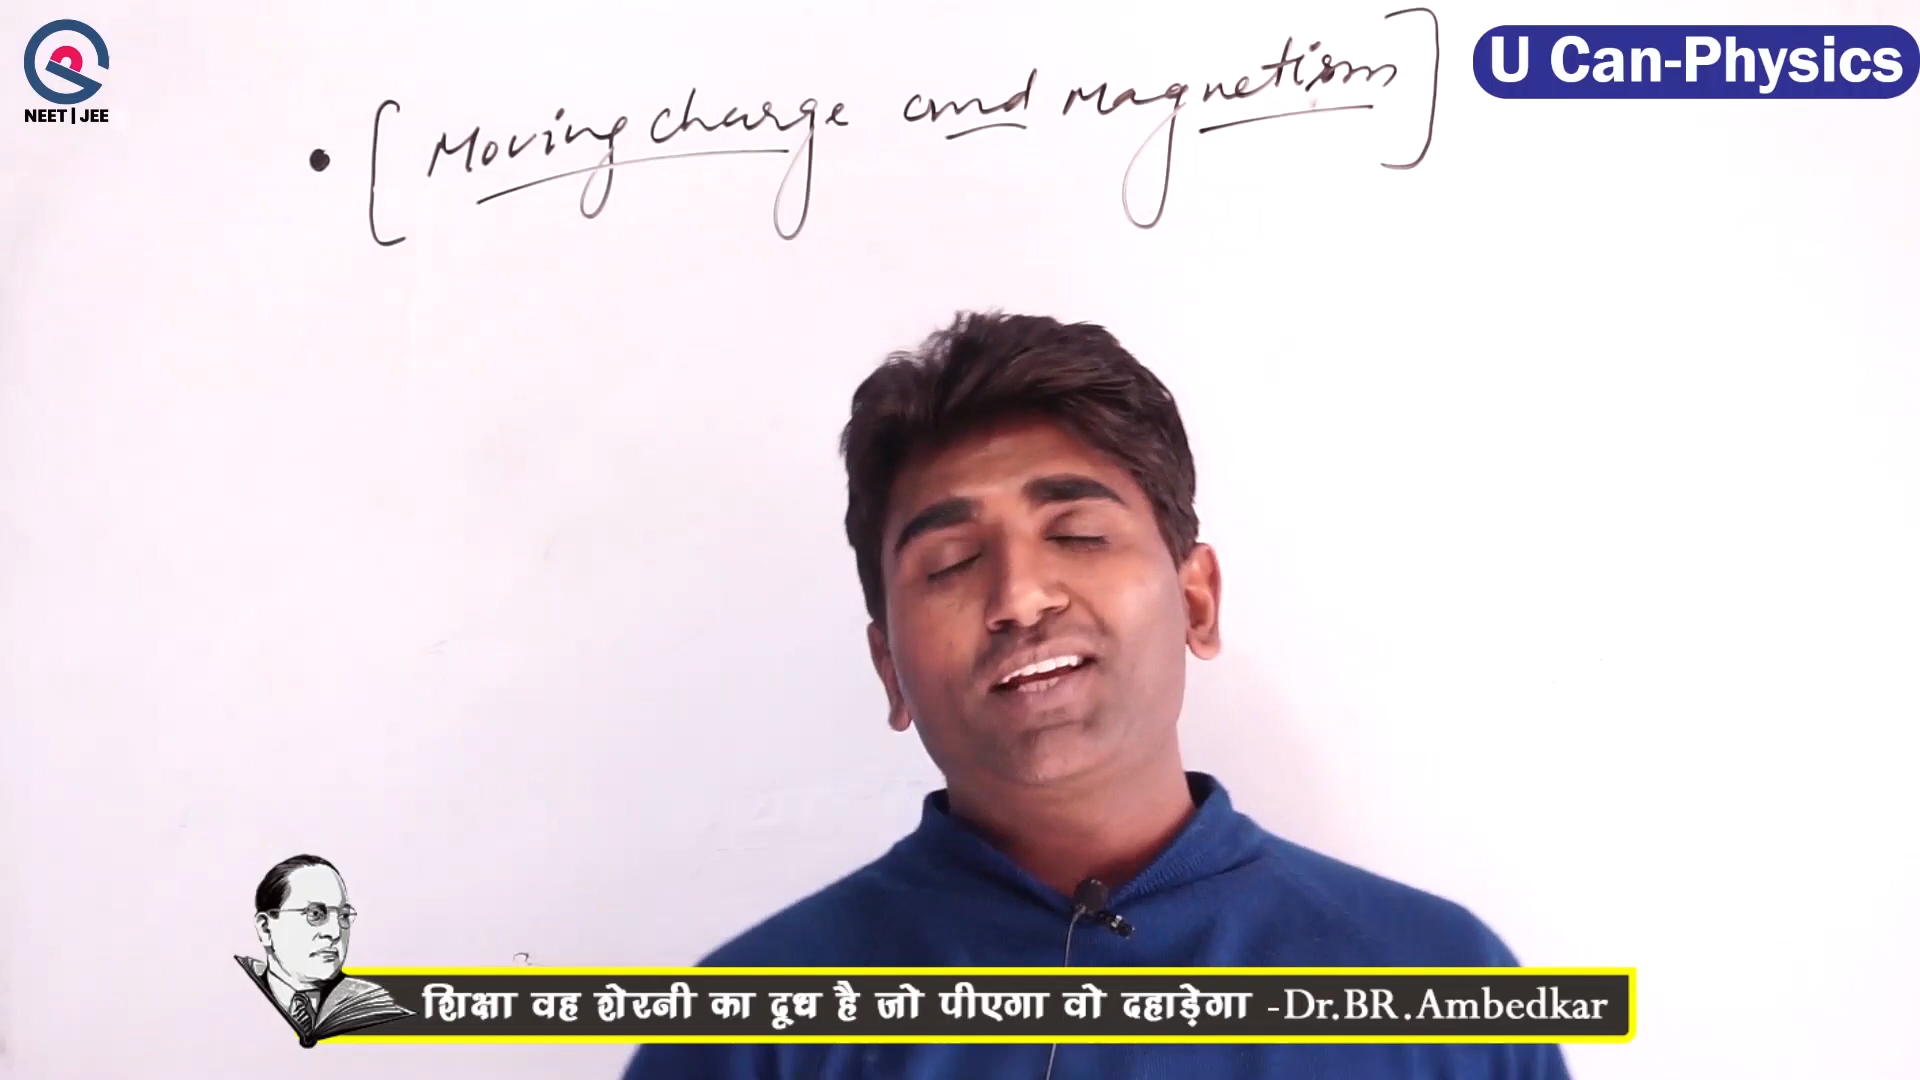 U Can-Physics
NEET | JEE
• [ Moving charge and Magnetism ]
शिक्षा वह शेरनी का दूध है जो पीएगा वो दहाड़ेगा -Dr.BR.Ambedkar